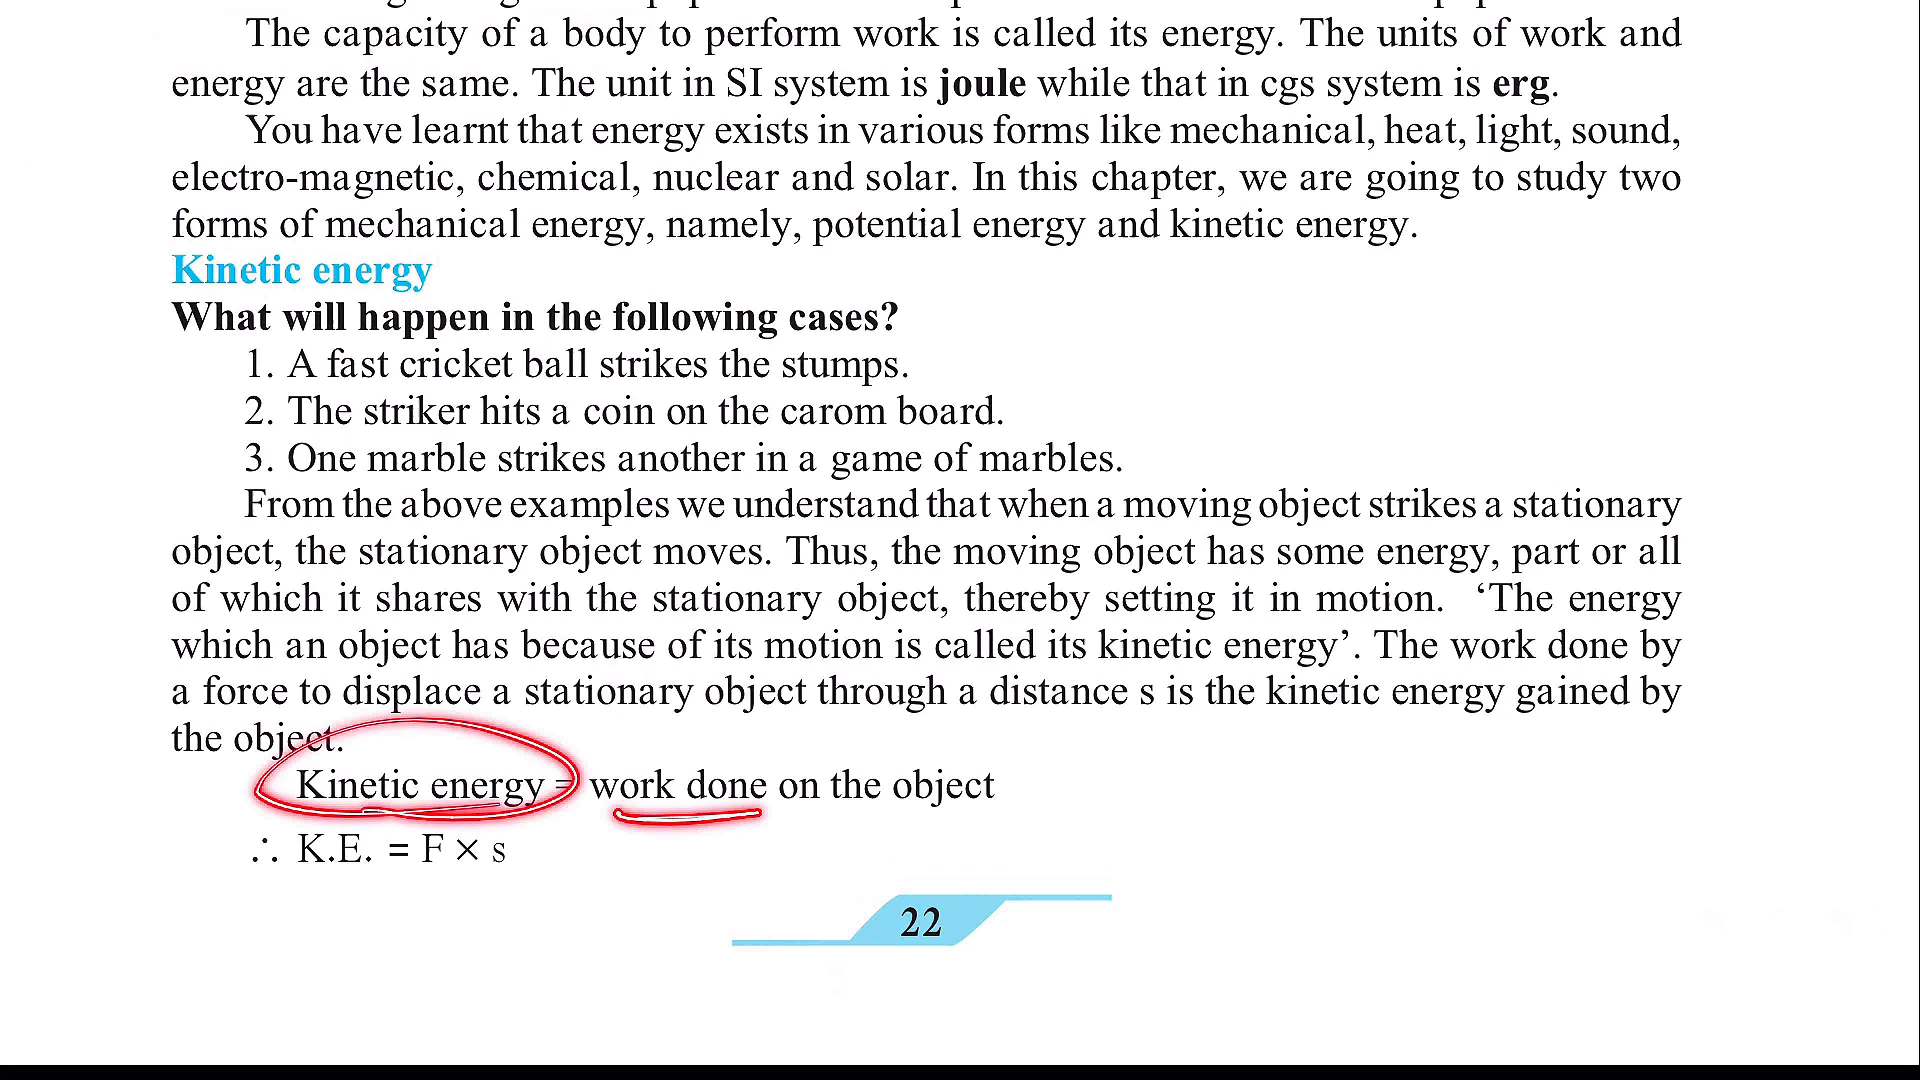 The capacity of a body to perform work is called its energy. The units of work and
energy are the same. The unit in SI system is joule while that in cgs system is erg.
You have learnt that energy exists in various forms like mechanical, heat, light, sound,
electro-magnetic, chemical, nuclear and solar. In this chapter, we are going to study two
forms of mechanical energy, namely, potential energy and kinetic energy.
Kinetic energy
What will happen in the following cases?
1. A fast cricket ball strikes the stumps.
2. The striker hits a coin on the carom board.
3. One marble strikes another in a game of marbles.
From the above examples we understand that when a moving object strikes a stationary
object, the stationary object moves. Thus, the moving object has some energy, part or all
of which it shares with the stationary object, thereby setting it in motion. ‘The energy
which an object has because of its motion is called its kinetic energy’. The work done by
a force to displace a stationary object through a distance s is the kinetic energy gained by
the object.
Kinetic energy = work done on the object
∴ K.E. = F × s
22